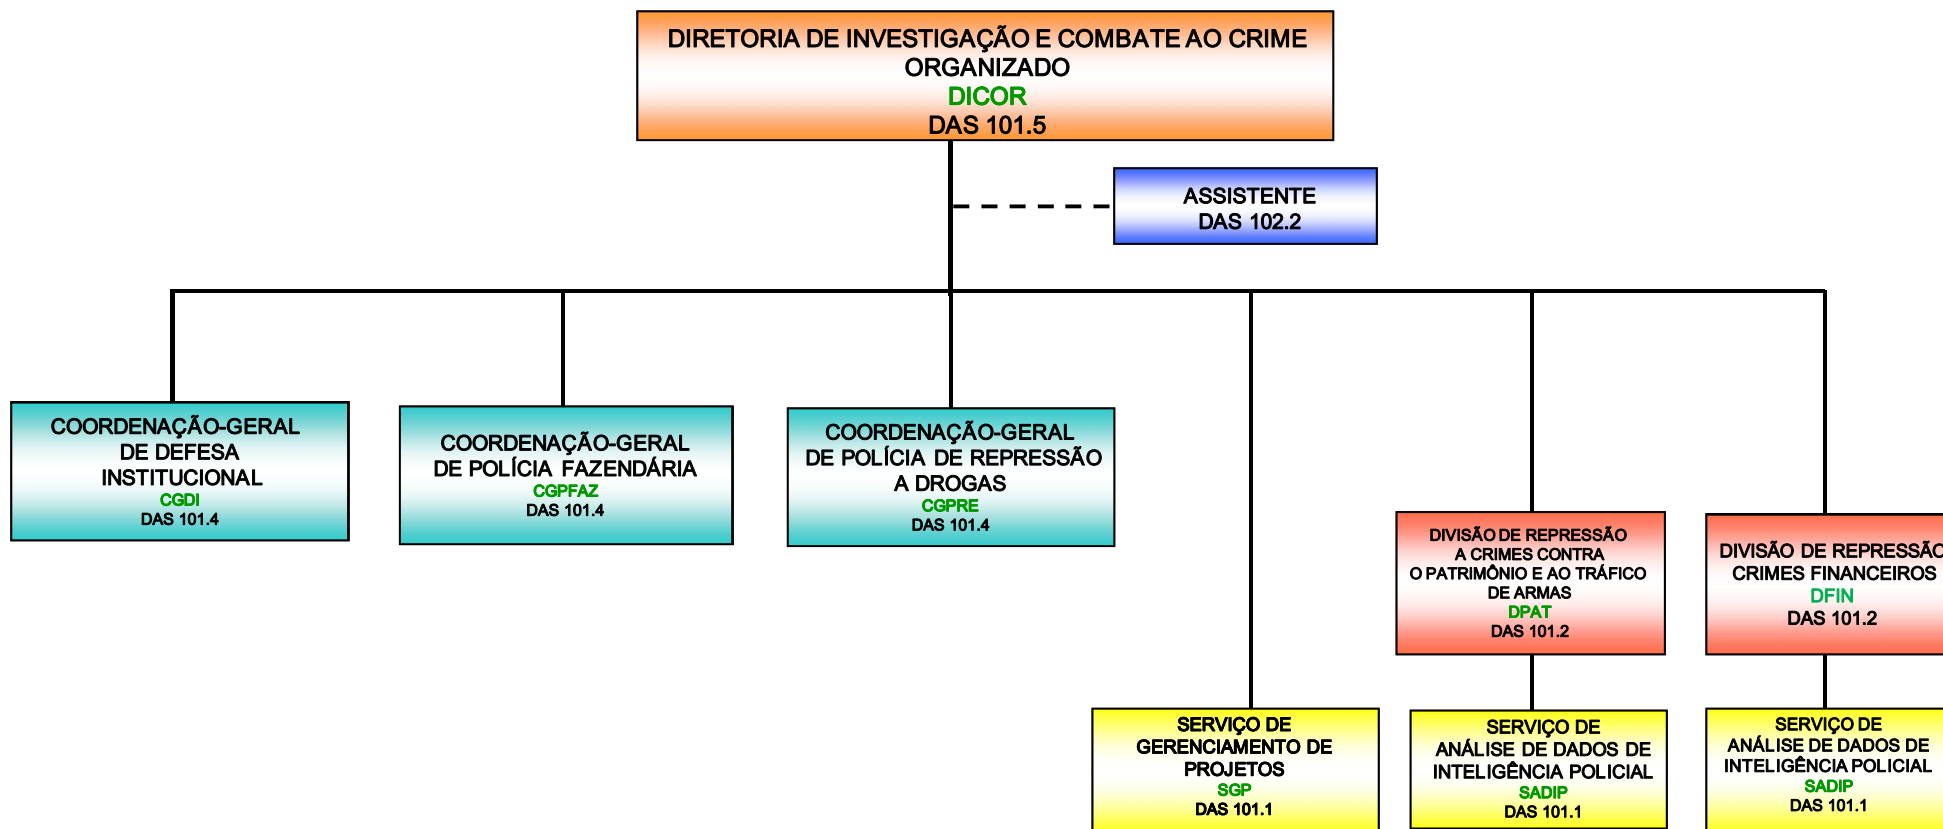 DIRETORIA DE INVESTIGAÇÃO E COMBATE AO CRIME
ORGANIZADO
DICOR
DAS 101.5
ASSISTENTE
DAS 102.2
COORDENAÇÃO-GERAL
DE DEFESA
INSTITUCIONAL
CGDI
DAS 101.4
COORDENAÇÃO-GERAL
DE POLÍCIA FAZENDÁRIA
CGPFAZ
DAS 101.4
COORDENAÇÃO-GERAL
DE POLÍCIA DE REPRESSÃO
A DROGAS
CGPRE
DAS 101.4
DIVISÃO DE REPRESSÃO
A CRIMES CONTRA
O PATRIMÔNIO E AO TRÁFICO
DE ARMAS
DPAT
DAS 101.2
DIVISÃO DE REPRESSÃO
CRIMES FINANCEIROS
DFIN
DAS 101.2
SERVIÇO DE
GERENCIAMENTO DE
PROJETOS
SGP
DAS 101.1
SERVIÇO DE
ANÁLISE DE DADOS DE
INTELIGÊNCIA POLICIAL
SADIP
DAS 101.1
SERVIÇO DE
ANÁLISE DE DADOS DE
INTELIGÊNCIA POLICIAL
SADIP
DAS 101.1